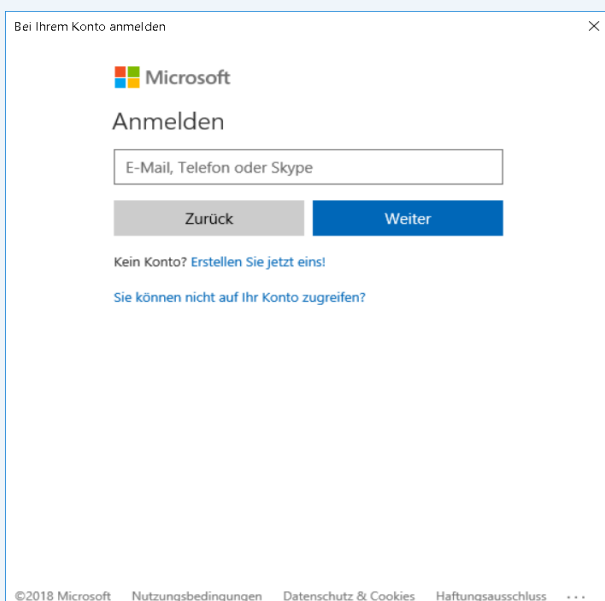 Bei Ihrem Konto anmelden
Microsoft
Anmelden
E-Mail, Telefon oder Skype
Zurück Weiter
Kein Konto? Erstellen Sie jetzt eins!
Sie können nicht auf Ihr Konto zugreifen?
©2018 Microsoft Nutzungsbedingungen Datenschutz & Cookies Haftungsausschluss ...